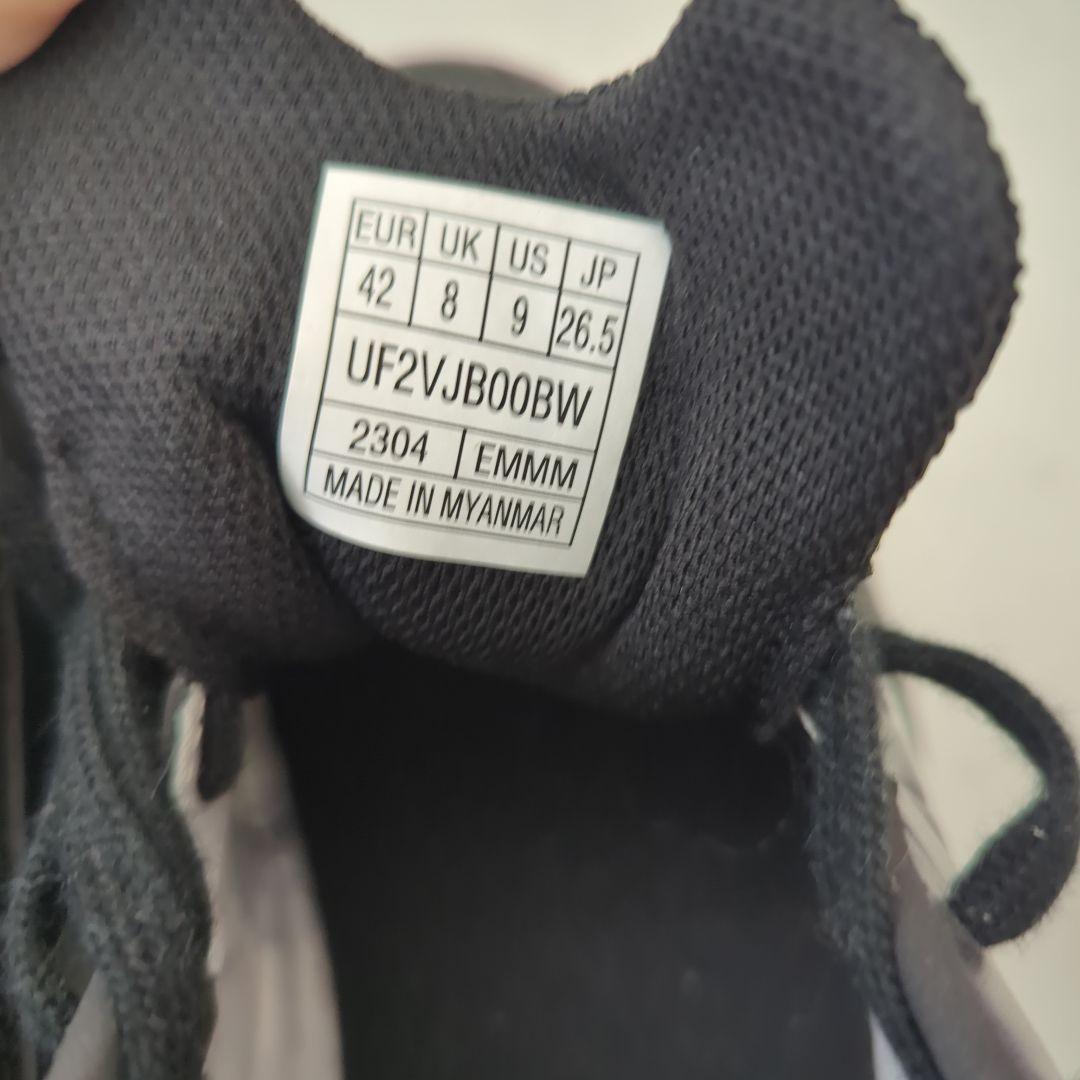 EUR UK US JP
42 8 9 26.5
UF2VJB00BW
2304 EMMM
MADE IN MYANMAR